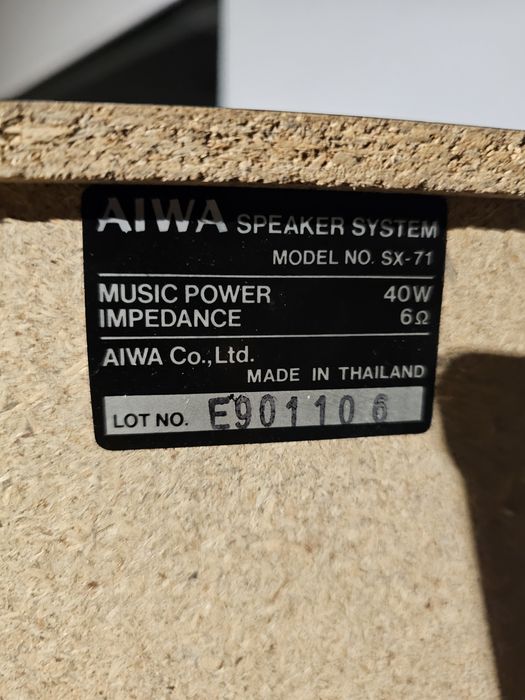 AIWA SPEAKER SYSTEM
MODEL NO. SX-71
MUSIC POWER 40W
IMPEDANCE 6Ω
AIWA Co.,Ltd.
MADE IN THAILAND
LOT NO. E901106